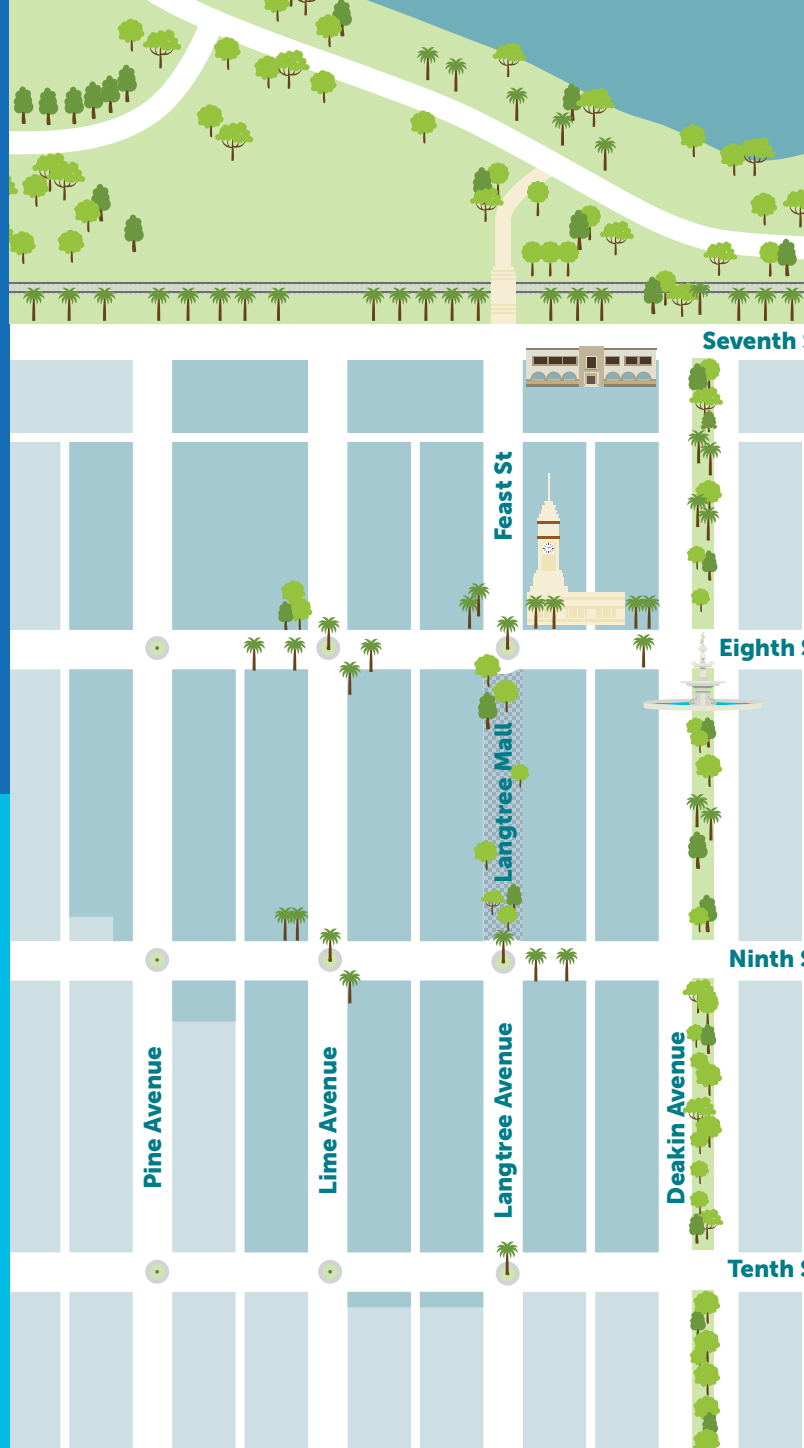 Seventh S
Feast St
Eighth S
Langtree Mall
Ninth S
Pine Avenue
Lime Avenue
Langtree Avenue
Deakin Avenue
Tenth S